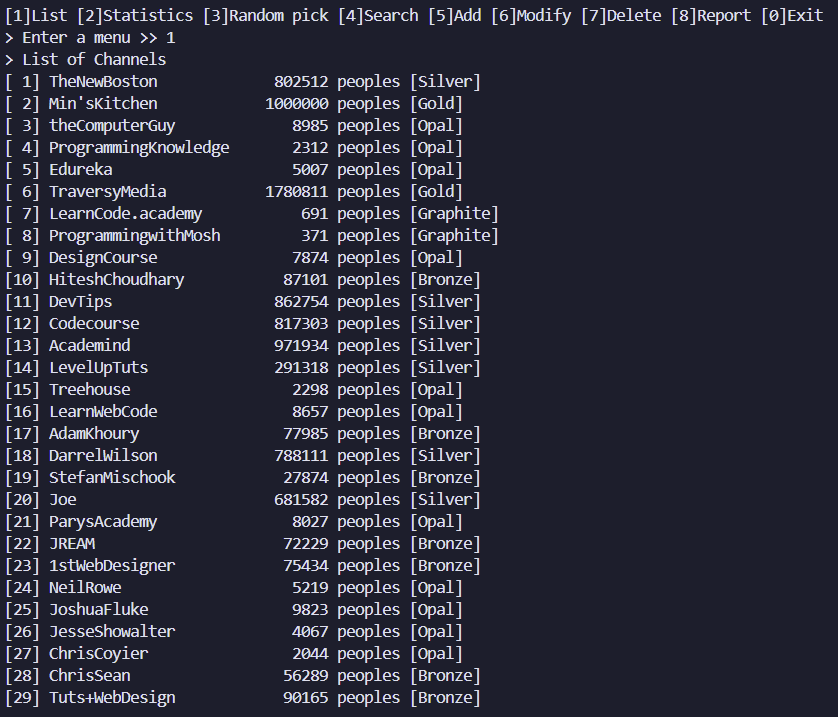 [1]List [2]Statistics [3]Random pick [4]Search [5]Add [6]Modify [7]Delete [8]Report [0]Exit
> Enter a menu >> 1
> List of Channels
[ 1] TheNewBoston             802512 peoples [Silver]
[ 2] Min'sKitchen            1000000 peoples [Gold]
[ 3] theComputerGuy             8985 peoples [Opal]
[ 4] ProgrammingKnowledge       2312 peoples [Opal]
[ 5] Edureka                    5007 peoples [Opal]
[ 6] TraversyMedia           1780811 peoples [Gold]
[ 7] LearnCode.academy           691 peoples [Graphite]
[ 8] ProgrammingwithMosh         371 peoples [Graphite]
[ 9] DesignCourse               7874 peoples [Opal]
[10] HiteshChoudhary           87101 peoples [Bronze]
[11] DevTips                  862754 peoples [Silver]
[12] Codecourse               817303 peoples [Silver]
[13] Academind                971934 peoples [Silver]
[14] LevelUpTuts              291318 peoples [Silver]
[15] Treehouse                  2298 peoples [Opal]
[16] LearnWebCode               8657 peoples [Opal]
[17] AdamKhoury                77985 peoples [Bronze]
[18] DarrelWilson             788111 peoples [Silver]
[19] StefanMischook            27874 peoples [Bronze]
[20] Joe                      681582 peoples [Silver]
[21] ParysAcademy               8027 peoples [Opal]
[22] JREAM                     72229 peoples [Bronze]
[23] 1stWebDesigner            75434 peoples [Bronze]
[24] NeilRowe                   5219 peoples [Opal]
[25] JoshuaFluke                9823 peoples [Opal]
[26] JesseShowalter             4067 peoples [Opal]
[27] ChrisCoyier                2044 peoples [Opal]
[28] ChrisSean                 56289 peoples [Bronze]
[29] Tuts+WebDesign            90165 peoples [Bronze]